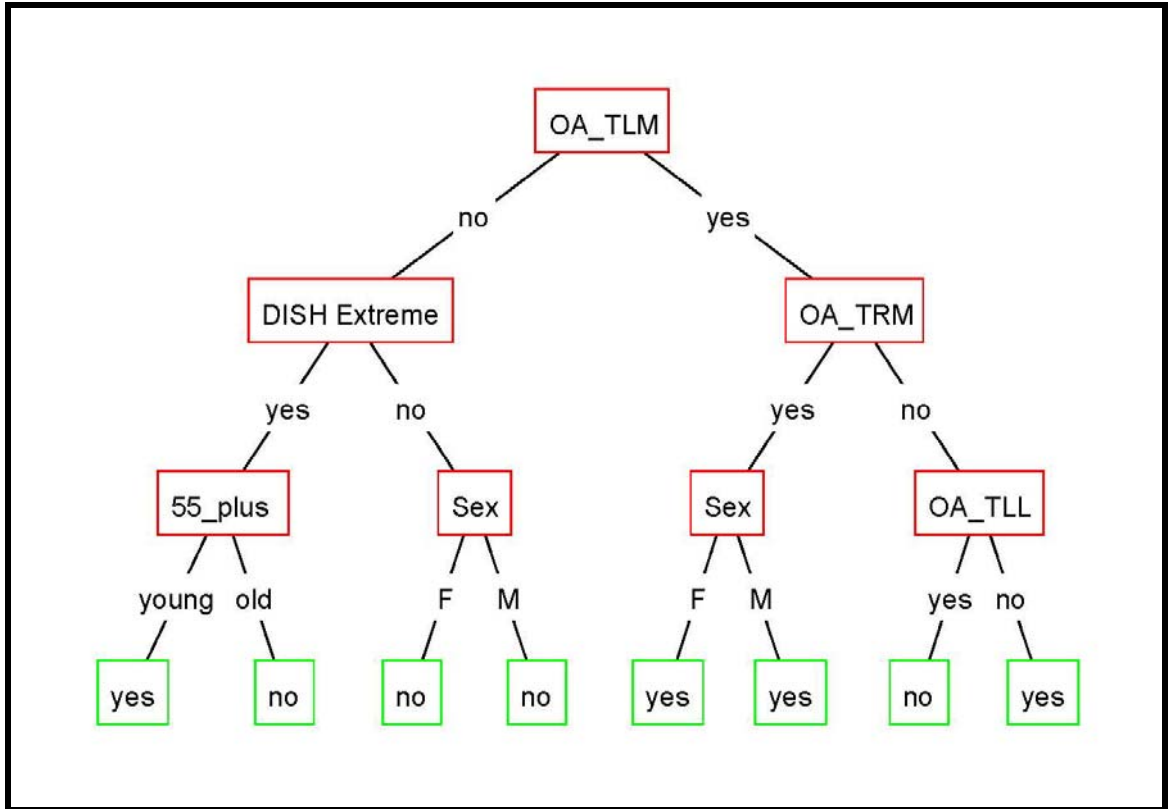 OA_TLM
no yes
DISH Extreme OA_TRM
yes no yes no
55_plus Sex Sex OA_TLL
young old F M F M yes no
yes no no no yes yes no yes